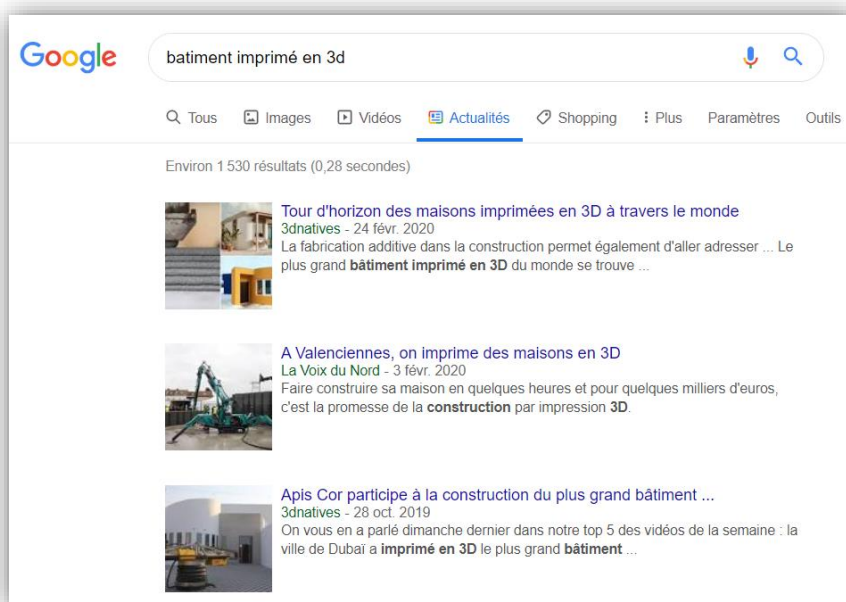 Google
batiment imprimé en 3d
Tous Images Vidéos Actualités Shopping Plus Paramètres Outils
Environ 1 530 résultats (0,28 secondes)
Tour d'horizon des maisons imprimées en 3D à travers le monde
3dnatives - 24 févr. 2020
La fabrication additive dans la construction permet également d'aller adresser ... Le
plus grand bâtiment imprimé en 3D du monde se trouve ...
A Valenciennes, on imprime des maisons en 3D
La Voix du Nord - 3 févr. 2020
Faire construire sa maison en quelques heures et pour quelques milliers d'euros,
c'est la promesse de la construction par impression 3D.
Apis Cor participe à la construction du plus grand bâtiment ...
3dnatives - 28 oct. 2019
On vous en a parlé dimanche dernier dans notre top 5 des vidéos de la semaine : la
ville de Dubaï a imprimé en 3D le plus grand bâtiment ...